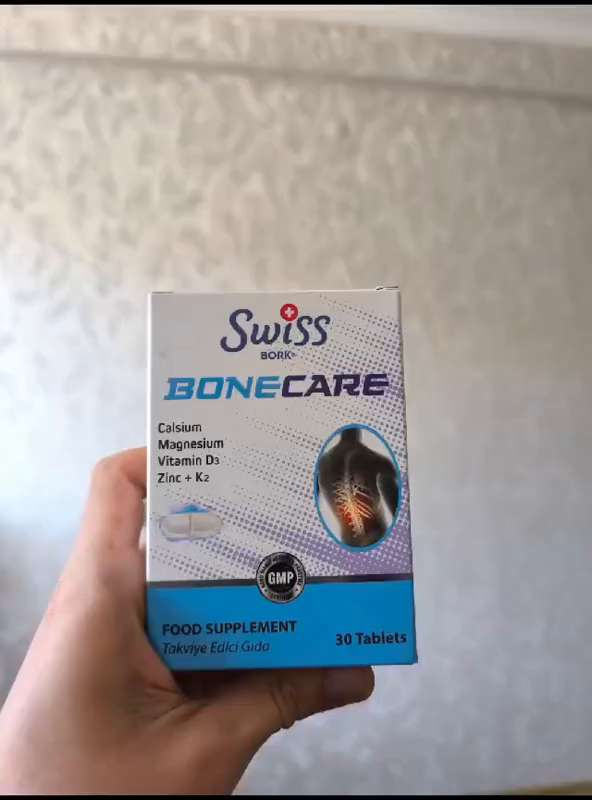 Swiss
BORK
BONECARE
Calsium
Magnesium
Vitamin D3
Zinc + K2
GMP
FOOD SUPPLEMENT
Takviye Edici Gıda
30 Tablets